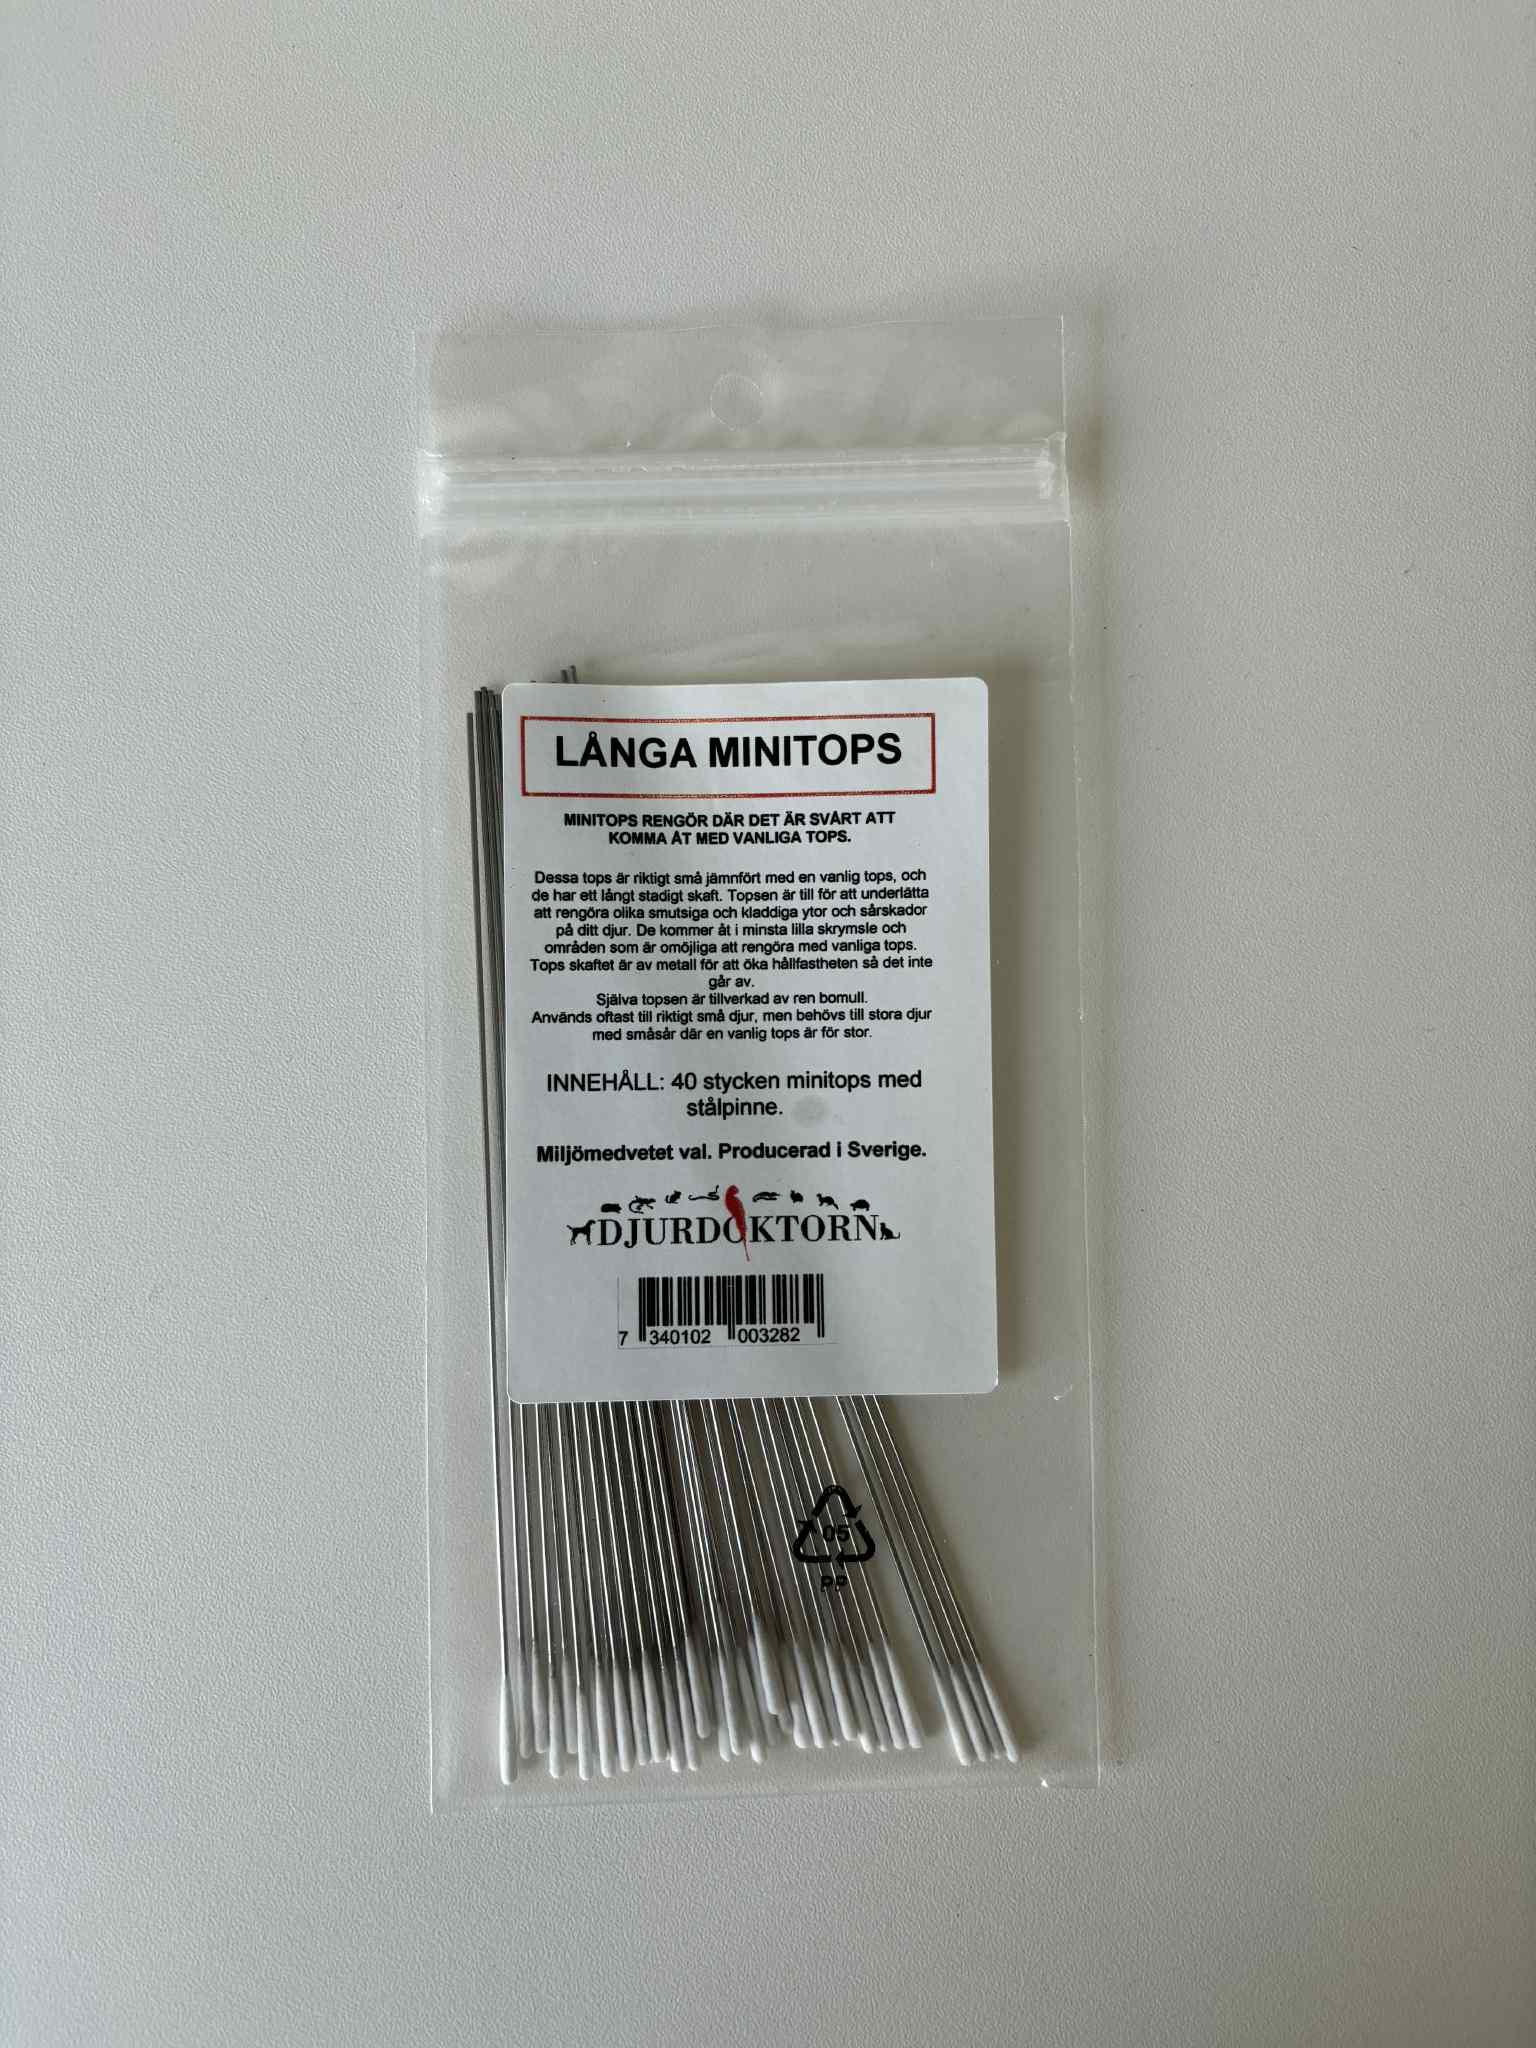 LÅNGA MINITOPS
MINITOPS RENGÖR DÄR DET ÄR SVÅRT ATT
KOMMA ÅT MED VANLIGA TOPS.
Dessa tops är riktigt små jämnfört med en vanlig tops, och
de har ett långt stadigt skaft. Topsen är till för att underlätta
att rengöra olika smutsiga och kladdiga ytor och sårskador
på ditt djur. De kommer åt i minsta lilla skrymsle och
områden som är omöjliga att rengöra med vanliga tops.
Tops skaftet är av metall för att öka hållfastheten så det inte
går av.
Själva topsen är tillverkad av ren bomull.
Används oftast till riktigt små djur, men behövs till stora djur
med småsår där en vanlig tops är för stor.
INNEHÅLL: 40 stycken minitops med
stålpinne.
Miljömedvetet val. Producerad i Sverige.
DJURDOKTORN
7 340102 003282
05
PP